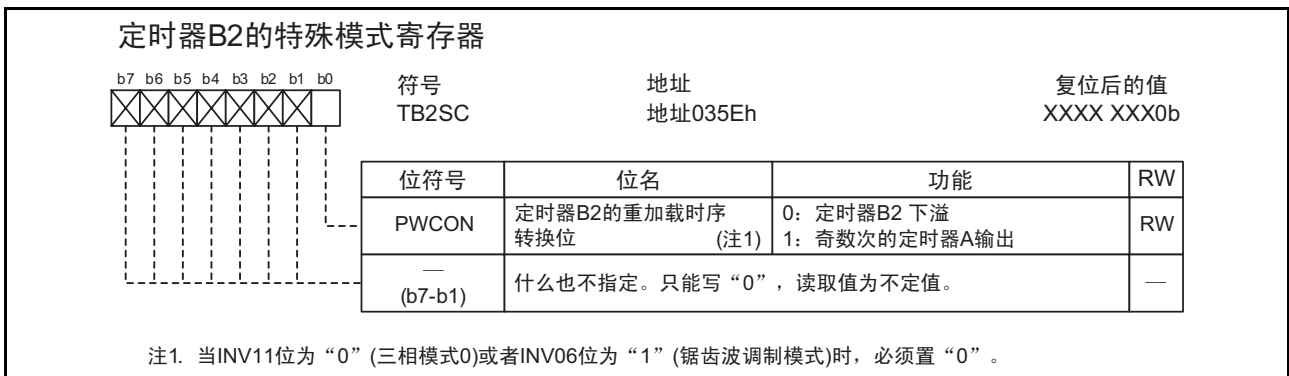 定时器B2的特殊模式寄存器
b7 b6 b5 b4 b3 b2 b1 b0
符号 地址 复位后的值
TB2SC 地址035Eh XXXX XXX0b
位符号 位名 功能 RW
PWCON 定时器B2的重加载时序 0：定时器B2 下溢 RW
转换位 (注1) 1：奇数次的定时器A输出
— 什么也不指定。只能写“0”，读取值为不定值。 —
(b7-b1)
注1. 当INV11位为“0”(三相模式0)或者INV06位为“1”(锯齿波调制模式)时，必须置“0”。